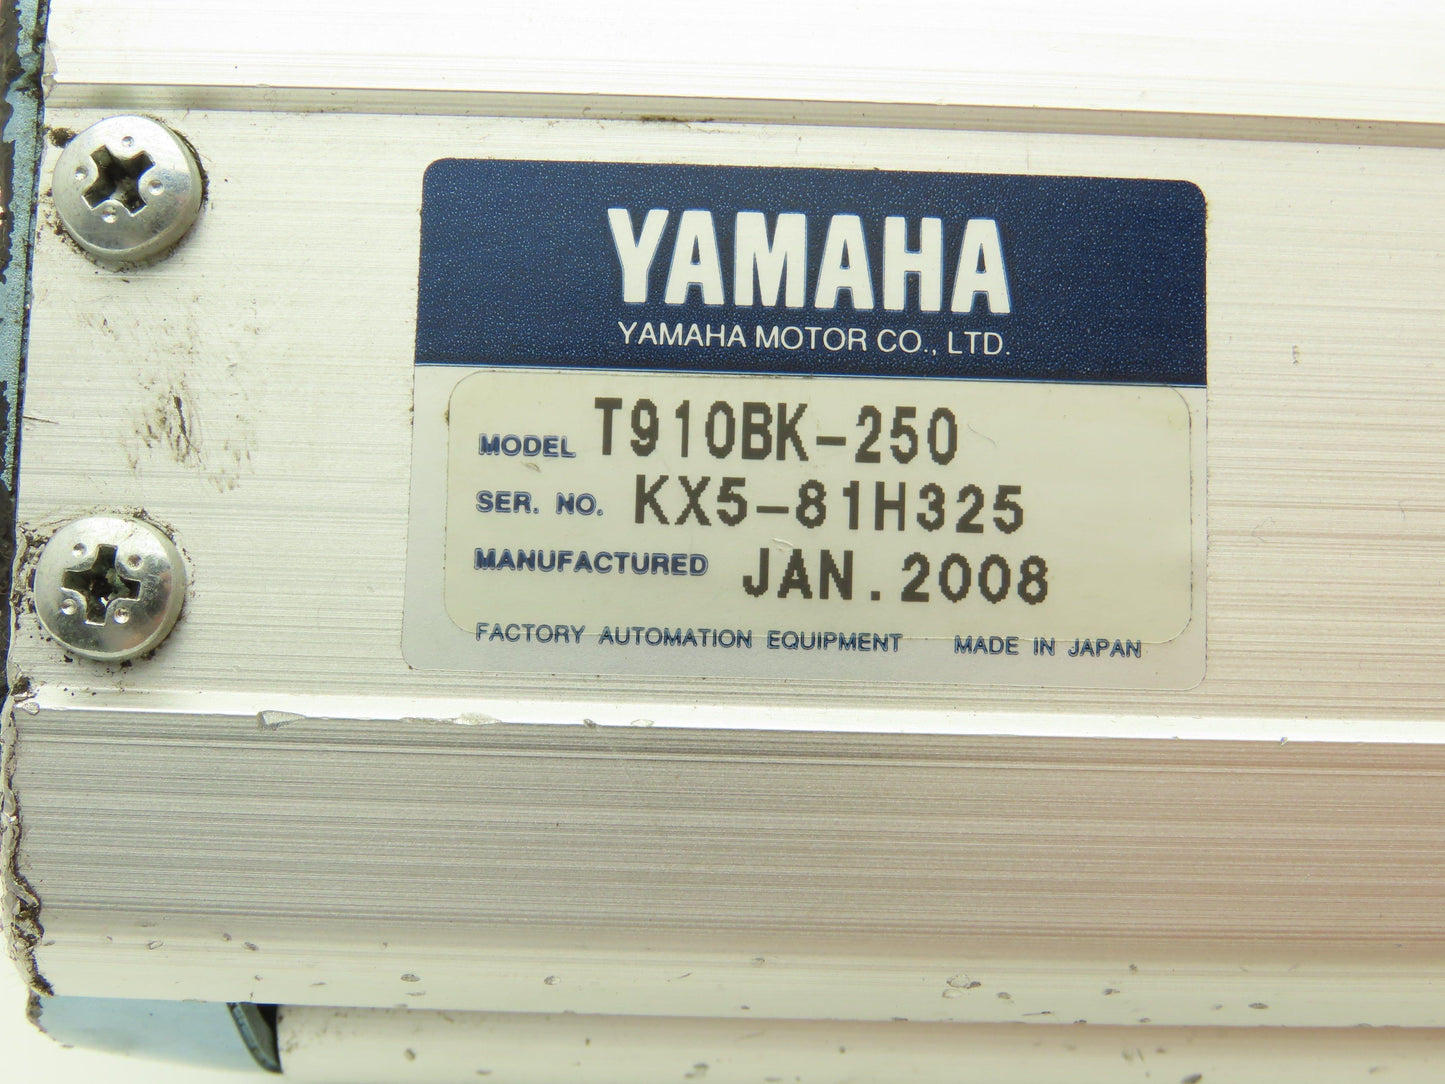 YAMAHA
YAMAHA MOTOR CO., LTD.
MODEL T910BK-250
SER. NO. KX5-81H325
MANUFACTURED JAN.2008
FACTORY AUTOMATION EQUIPMENT MADE IN JAPAN